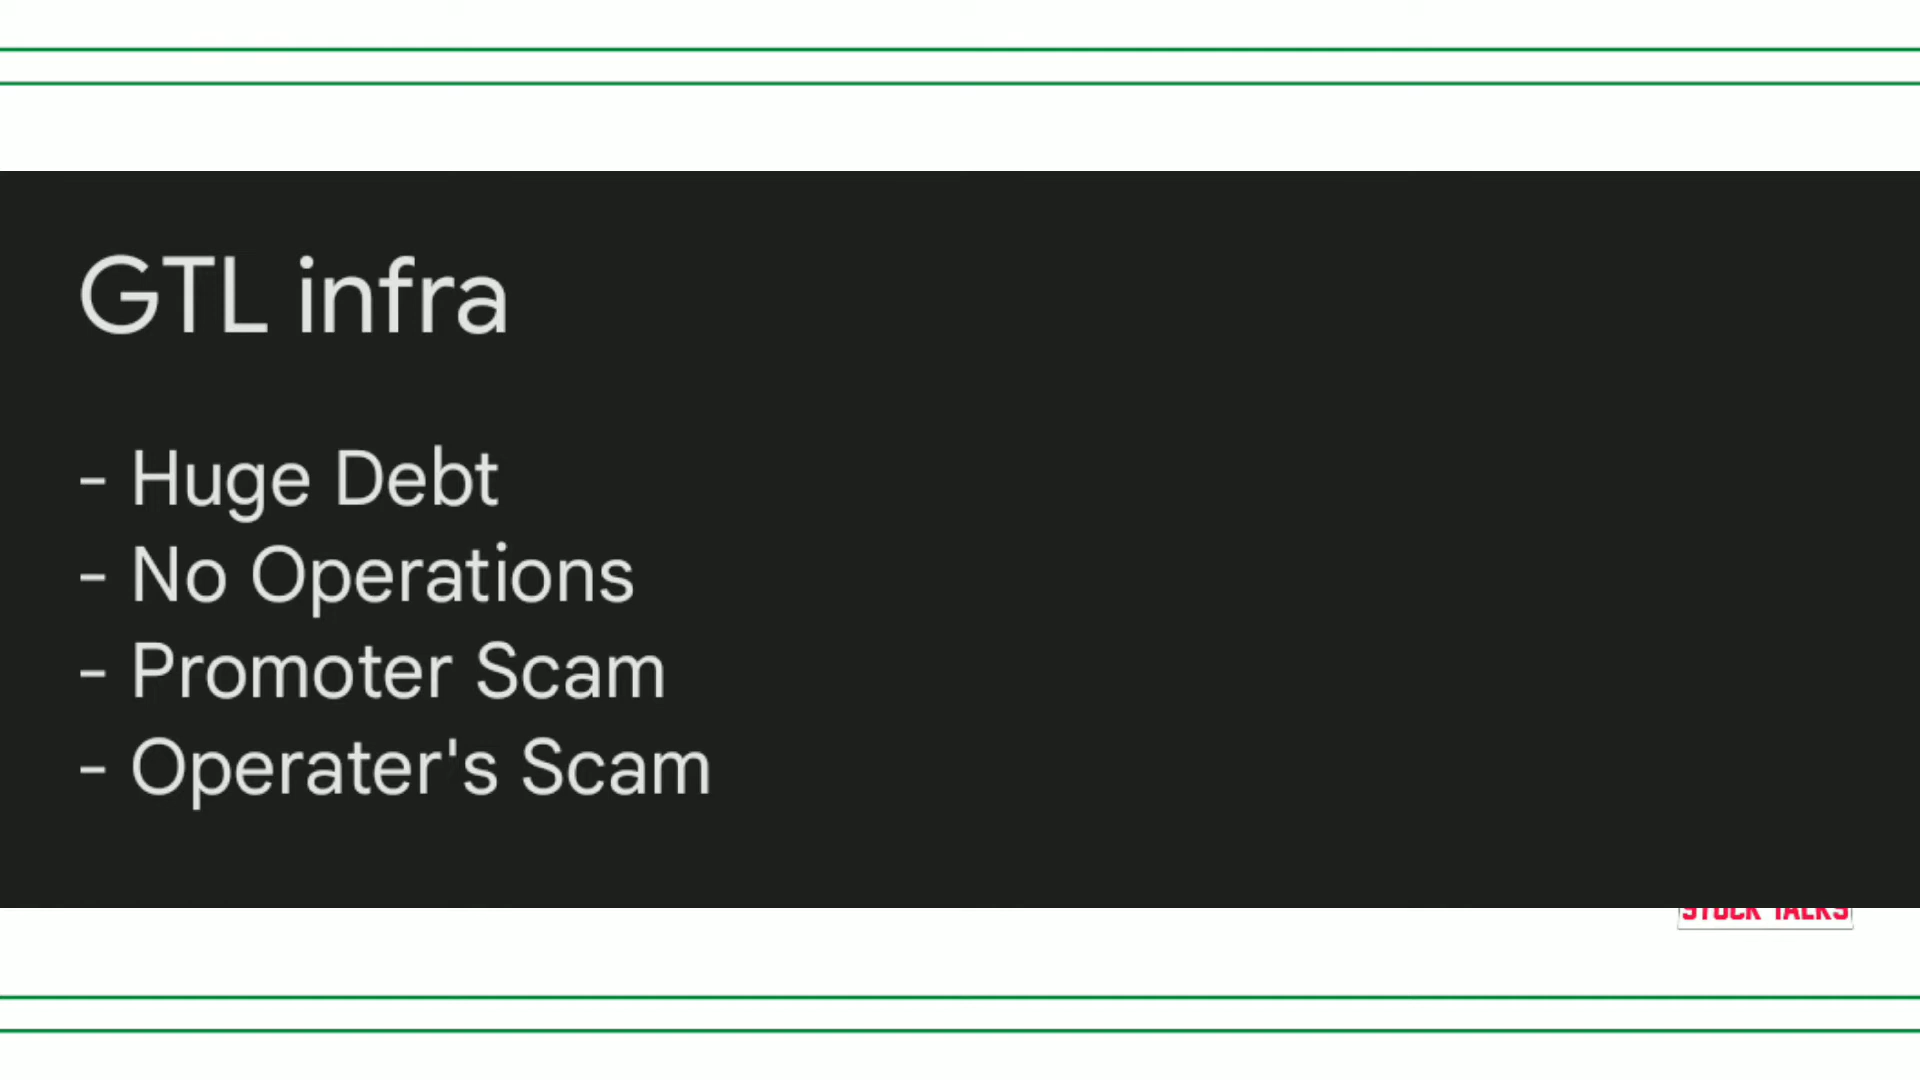 GTL infra
- Huge Debt
- No Operations
- Promoter Scam
- Operater's Scam
STOCK TALKS